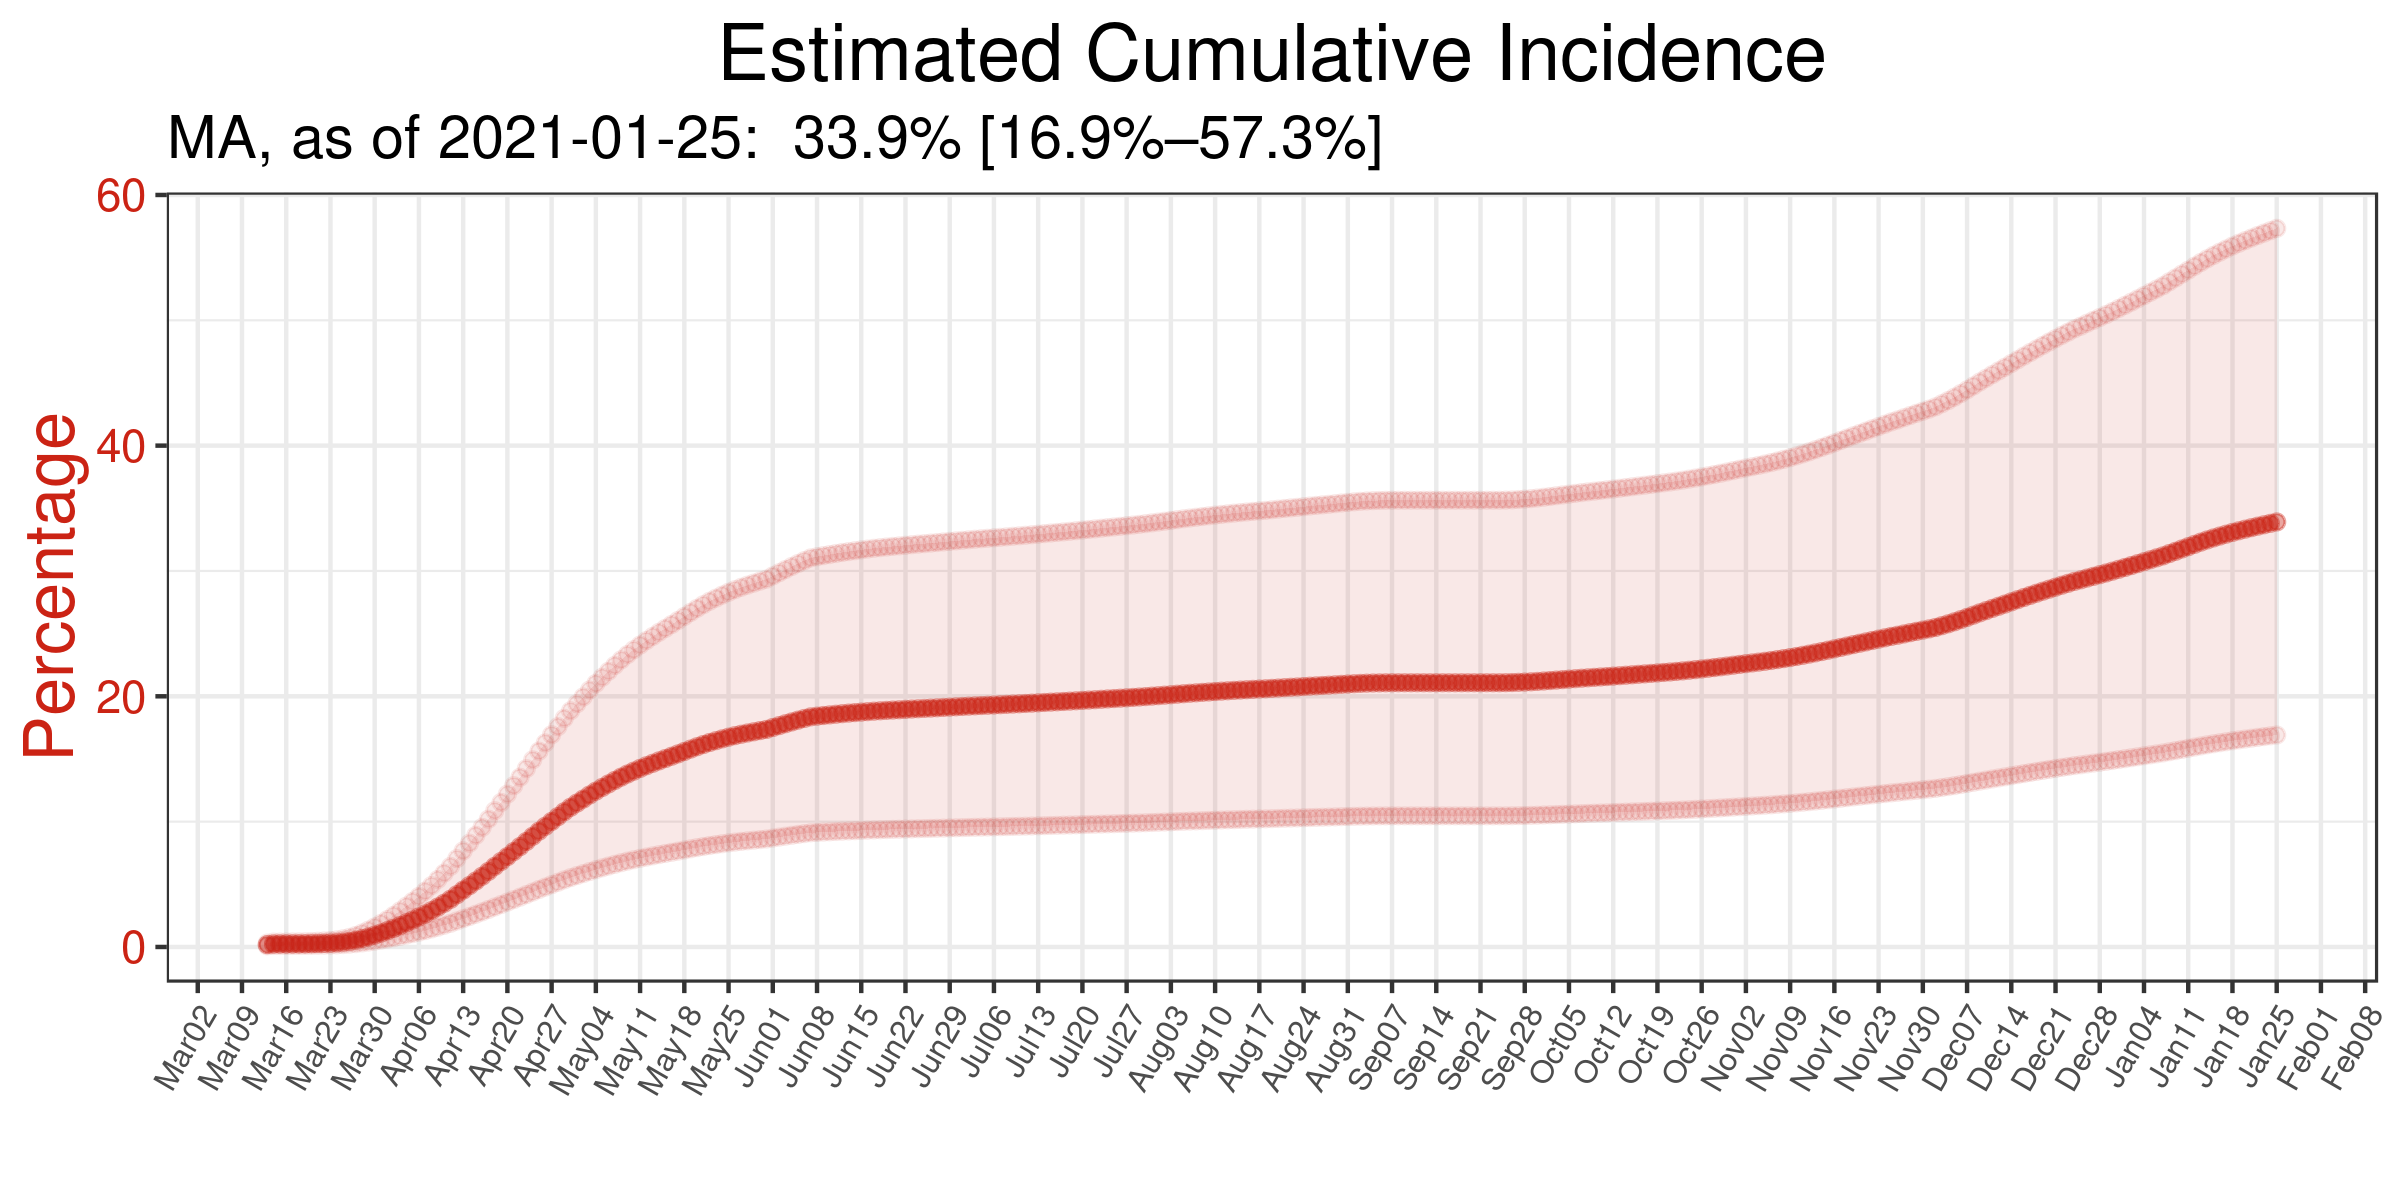 Estimated Cumulative Incidence
MA, as of 2021-01-25:  33.9% [16.9%–57.3%]
Percentage
60
40
20
0
Mar02
Mar09
Mar16
Mar23
Mar30
Apr06
Apr13
Apr20
Apr27
May04
May11
May18
May25
Jun01
Jun08
Jun15
Jun22
Jun29
Jul06
Jul13
Jul20
Jul27
Aug03
Aug10
Aug17
Aug24
Aug31
Sep07
Sep14
Sep21
Sep28
Oct05
Oct12
Oct19
Oct26
Nov02
Nov09
Nov16
Nov23
Nov30
Dec07
Dec14
Dec21
Dec28
Jan04
Jan11
Jan18
Jan25
Feb01
Feb08